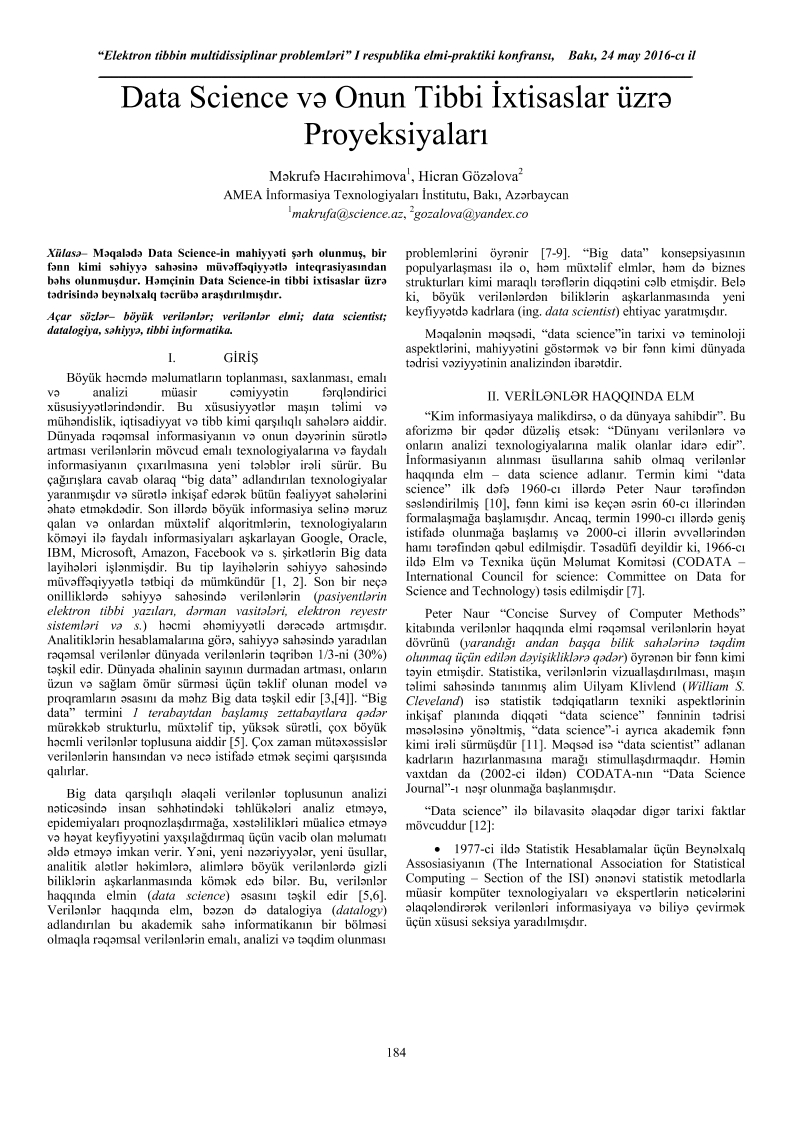 “Elektron tibbin multidissiplinar problemləri” I respublika elmi-praktiki konfransı, Bakı, 24 may 2016-cı il
Data Science və Onun Tibbi İxtisaslar üzrə
Proyeksiyaları
Məkrufə Hacırəhimova1, Hicran Gözəlova2
AMEA İnformasiya Texnologiyaları İnstitutu, Bakı, Azərbaycan
1makrufa@science.az, 2gozalova@yandex.co
Xülasə– Məqalədə Data Science-in mahiyyəti şərh olunmuş, bir
fənn kimi səhiyyə sahəsinə müvəffəqiyyətlə inteqrasiyasından
bəhs olunmuşdur. Həmçinin Data Science-in tibbi ixtisaslar üzrə
tədrisində beynəlxalq təcrübə araşdırılmışdır.
Açar sözlər– böyük verilənlər; verilənlər elmi; data scientist;
datalogiya, səhiyyə, tibbi informatika.
I. GİRİŞ
Böyük həcmdə məlumatların toplanması, saxlanması, emalı
və analizi müasir cəmiyyətin fərqləndirici
xüsusiyyətlərindəndir. Bu xüsusiyyətlər maşın təlimi və
mühəndislik, iqtisadiyyat və tibb kimi qarşılıqlı sahələrə aiddir.
Dünyada rəqəmsal informasiyanın və onun dəyərinin sürətlə
artması verilənlərin mövcud emalı texnologiyalarına və faydalı
informasiyanın çıxarılmasına yeni tələblər irəli sürür. Bu
çağırışlara cavab olaraq “big data” adlandırılan texnologiyalar
yaranmışdır və sürətlə inkişaf edərək bütün fəaliyyət sahələrini
əhatə etməkdədir. Son illərdə böyük informasiya selinə məruz
qalan və onlardan müxtəlif alqoritmlərin, texnologiyaların
köməyi ilə faydalı informasiyaları aşkarlayan Google, Oracle,
IBM, Microsoft, Amazon, Facebook və s. şirkətlərin Big data
layihələri işlənmişdir. Bu tip layihələrin səhiyyə sahəsində
müvəffəqiyyətlə tətbiqi də mümkündür [1, 2]. Son bir neçə
onilliklərdə səhiyyə sahəsində verilənlərin (pasiyentlərin
elektron tibbi yazıları, dərman vasitələri, elektron reyestr
sistemləri və s.) həcmi əhəmiyyətli dərəcədə artmışdır.
Analitiklərin hesablamalarına görə, səhiyyə sahəsində yaradılan
rəqəmsal verilənlər dünyada verilənlərin təqribən 1/3-ni (30%)
təşkil edir. Dünyada əhalinin sayının durmadan artması, onların
üzun və sağlam ömür sürməsi üçün təklif olunan model və
proqramların əsasını da məhz Big data təşkil edir [3,[4]]. “Big
data” termini 1 terabaytdan başlamış zettabaytlara qədər
mürəkkəb strukturlu, müxtəlif tip, yüksək sürətli, çox böyük
həcmli verilənlər toplusuna aiddir [5]. Çox zaman mütəxəssislər
verilənlərin hansından və necə istifadə etmək seçimi qarşısında
qalırlar.
Big data qarşılıqlı əlaqəli verilənlər toplusunun analizi
nəticəsində insan səhhətindəki təhlükələri analiz etməyə,
epidemiyaları proqnozlaşdırmağa, xəstəlilikləri müalicə etməyə
və həyat keyfiyyətini yaxşılağdırmaq üçün vacib olan məlumatı
əldə etməyə imkan verir. Yəni, yeni nəzəriyyələr, yeni üsullar,
analitik alətlər həkimlərə, alimlərə böyük verilənlərdə gizli
biliklərin aşkarlanmasında kömək edə bilər. Bu, verilənlər
haqqında elmin (data science) əsasını təşkil edir [5,6].
Verilənlər haqqında elm, bəzən də datalogiya (datalogy)
adlandırılan bu akademik sahə informatikanın bir bölməsi
olmaqla rəqəmsal verilənlərin emalı, analizi və təqdim olunması
problemlərini öyrənir [7-9]. “Big data” konsepsiyasının
populyarlaşması ilə o, həm müxtəlif elmlər, həm də biznes
strukturları kimi maraqlı tərəflərin diqqətini cəlb etmişdir. Belə
ki, böyük verilənlərdən biliklərin aşkarlanmasında yeni
keyfiyyətdə kadrlara (ing. data scientist) ehtiyac yaratmışdır.
Məqalənin məqsədi, “data science”in tarixi və teminoloji
aspektlərini, mahiyyətini göstərmək və bir fənn kimi dünyada
tədrisi vəziyyətinin analizindən ibarətdir.
II. VERİLƏNLƏR HAQQINDA ELM
“Kim informasiyaya malikdirsə, o da dünyaya sahibdir”. Bu
aforizmə bir qədər düzəliş etsək: “Dünyanı verilənlərə və
onların analizi texnologiyalarına malik olanlar idarə edir”.
İnformasiyanın alınması üsullarına sahib olmaq verilənlər
haqqında elm – data science adlanır. Termin kimi “data
science” ilk dəfə 1960-cı illərdə Peter Naur tərəfindən
səsləndirilmiş [10], fənn kimi isə keçən əsrin 60-cı illərindən
formalaşmağa başlamışdır. Ancaq, termin 1990-cı illərdə geniş
istifadə olunmağa başlamış və 2000-ci illərin əvvəllərindən
hamı tərəfindən qəbul edilmişdir. Təsadüfi deyildir ki, 1966-cı
ildə Elm və Texnika üçün Məlumat Komitəsi (CODATA –
International Council for science: Committee on Data for
Science and Technology) təsis edilmişdir [7].
Peter Naur “Concise Survey of Computer Methods”
kitabında verilənlər haqqında elmi rəqəmsal verilənlərin həyat
dövrünü (yarandığı andan başqa bilik sahələrinə təqdim
olunmaq üçün edilən dəyişikliklərə qədər) öyrənən bir fənn kimi
təyin etmişdir. Statistika, verilənlərin vizuallaşdırılması, maşın
təlimi sahəsində tanınmış alim Uilyam Klivlend (William S.
Cleveland) isə statistik tədqiqatların texniki aspektlərinin
inkişaf planında diqqəti “data science” fənninin tədrisi
məsələsinə yönəltmiş, “data science”-i ayrıca akademik fənn
kimi irəli sürmüşdür [11]. Məqsəd isə “data scientist” adlanan
kadrların hazırlanmasına marağı stimullaşdırmaqdır. Həmin
vaxtdan da (2002-ci ildən) CODATA-nın “Data Science
Journal”-ı nəşr olunmağa başlanmışdır.
“Data science” ilə bilavasitə əlaqədar digər tarixi faktlar
mövcuddur [12]:
• 1977-ci ildə Statistik Hesablamalar üçün Beynəlxalq
Assosiasiyanın (The International Association for Statistical
Computing – Section of the ISI) ənənəvi statistik metodlarla
müasir kompüter texnologiyaları və ekspertlərin nəticələrini
əlaqələndirərək verilənləri informasiyaya və biliyə çevirmək
üçün xüsusi seksiya yaradılmışdır.
184